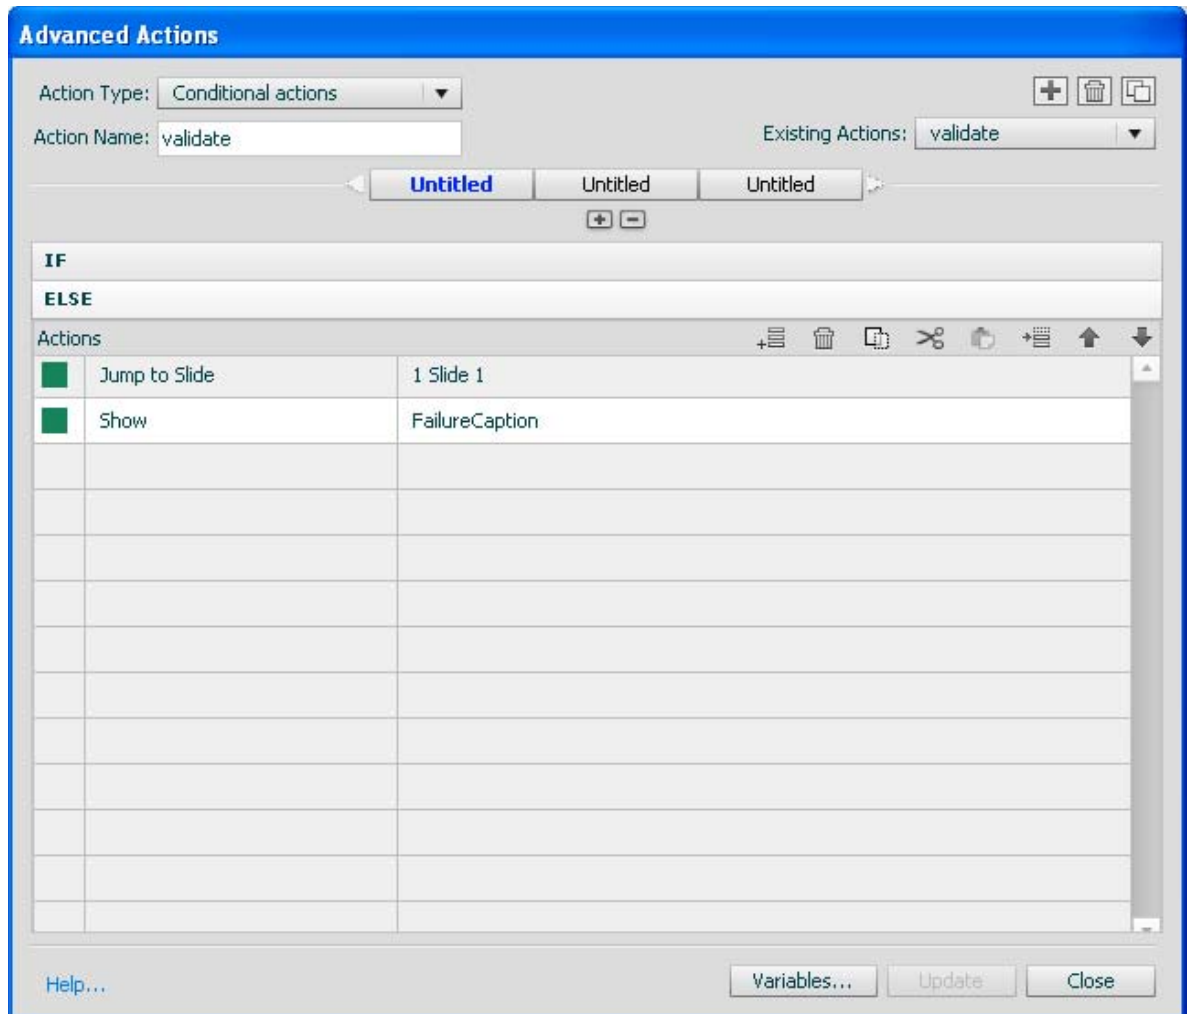 Advanced Actions
Action Type: Conditional actions
Action Name: validate
Existing Actions: validate
Untitled Untitled Untitled
IF
ELSE
Actions
Jump to Slide 1 Slide 1
Show FailureCaption
Help... Variables... Update Close